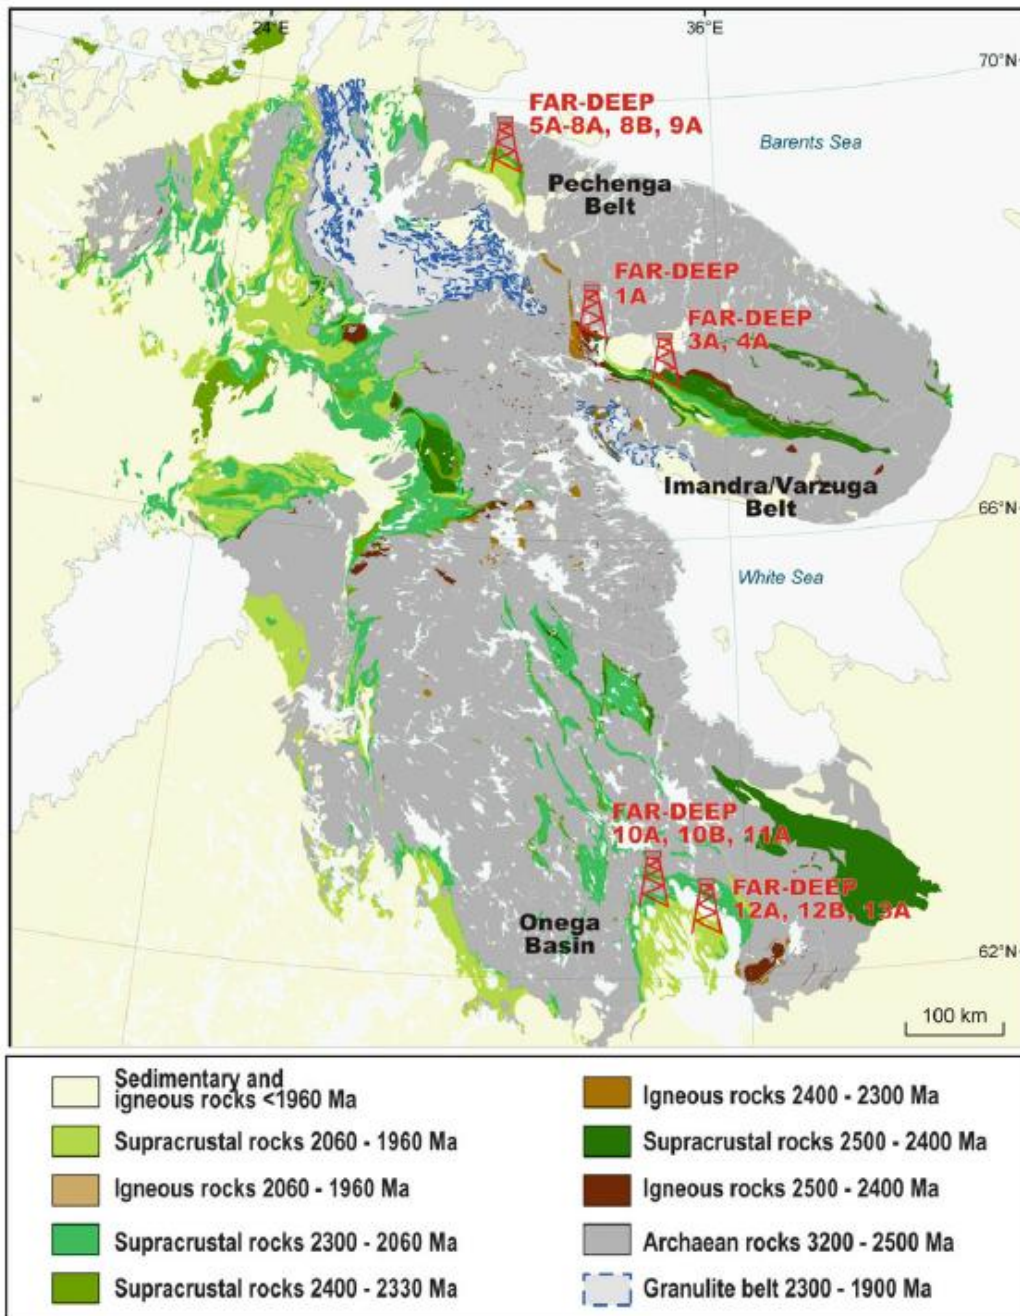 24°E
36°E
70°N
FAR-DEEP
5A-8A, 8B, 9A
Barents Sea
Pechenga
Belt
FAR-DEEP
1A
FAR-DEEP
3A, 4A
Imandra/Varzuga
Belt
66°N
White Sea
FAR-DEEP
10A, 10B, 11A
FAR-DEEP
12A, 12B, 13A
Onega
Basin
62°N
100 km
Sedimentary and
igneous rocks <1960 Ma
Supracrustal rocks 2060 - 1960 Ma
Igneous rocks 2060 - 1960 Ma
Supracrustal rocks 2300 - 2060 Ma
Supracrustal rocks 2400 - 2330 Ma
Igneous rocks 2400 - 2300 Ma
Supracrustal rocks 2500 - 2400 Ma
Igneous rocks 2500 - 2400 Ma
Archaean rocks 3200 - 2500 Ma
Granulite belt 2300 - 1900 Ma